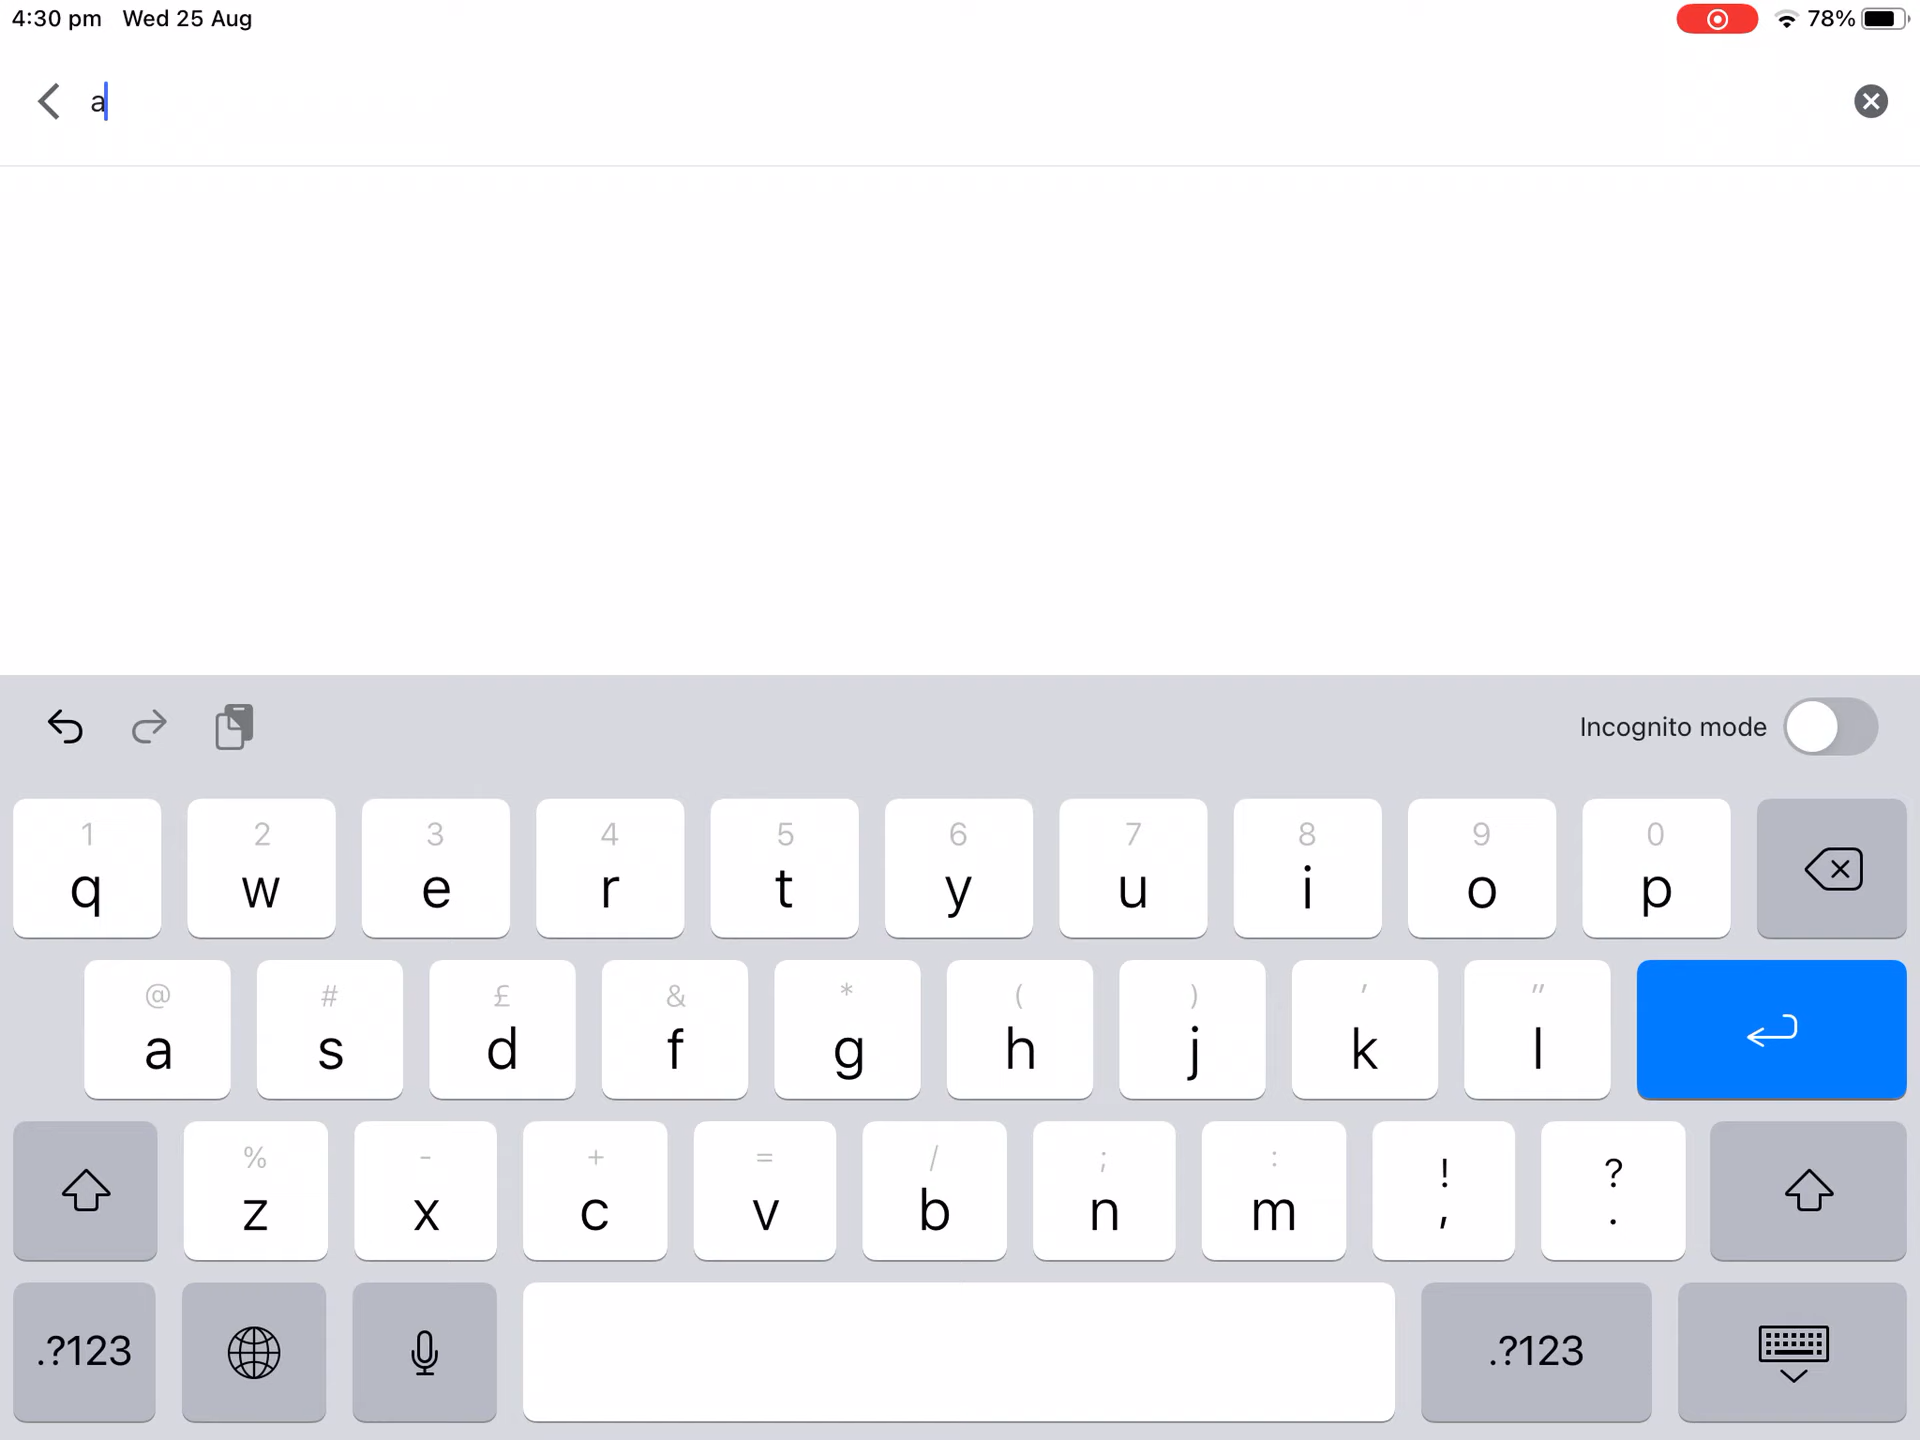 4:30 pm Wed 25 Aug 78%
a
Incognito mode
1 2 3 4 5 6 7 8 9 0
q w e r t y u i o p
@ # £ & * ( ) ' "
a s d f g h j k l
% - + = / ; : ! ?
z x c v b n m , .
.?123 .?123